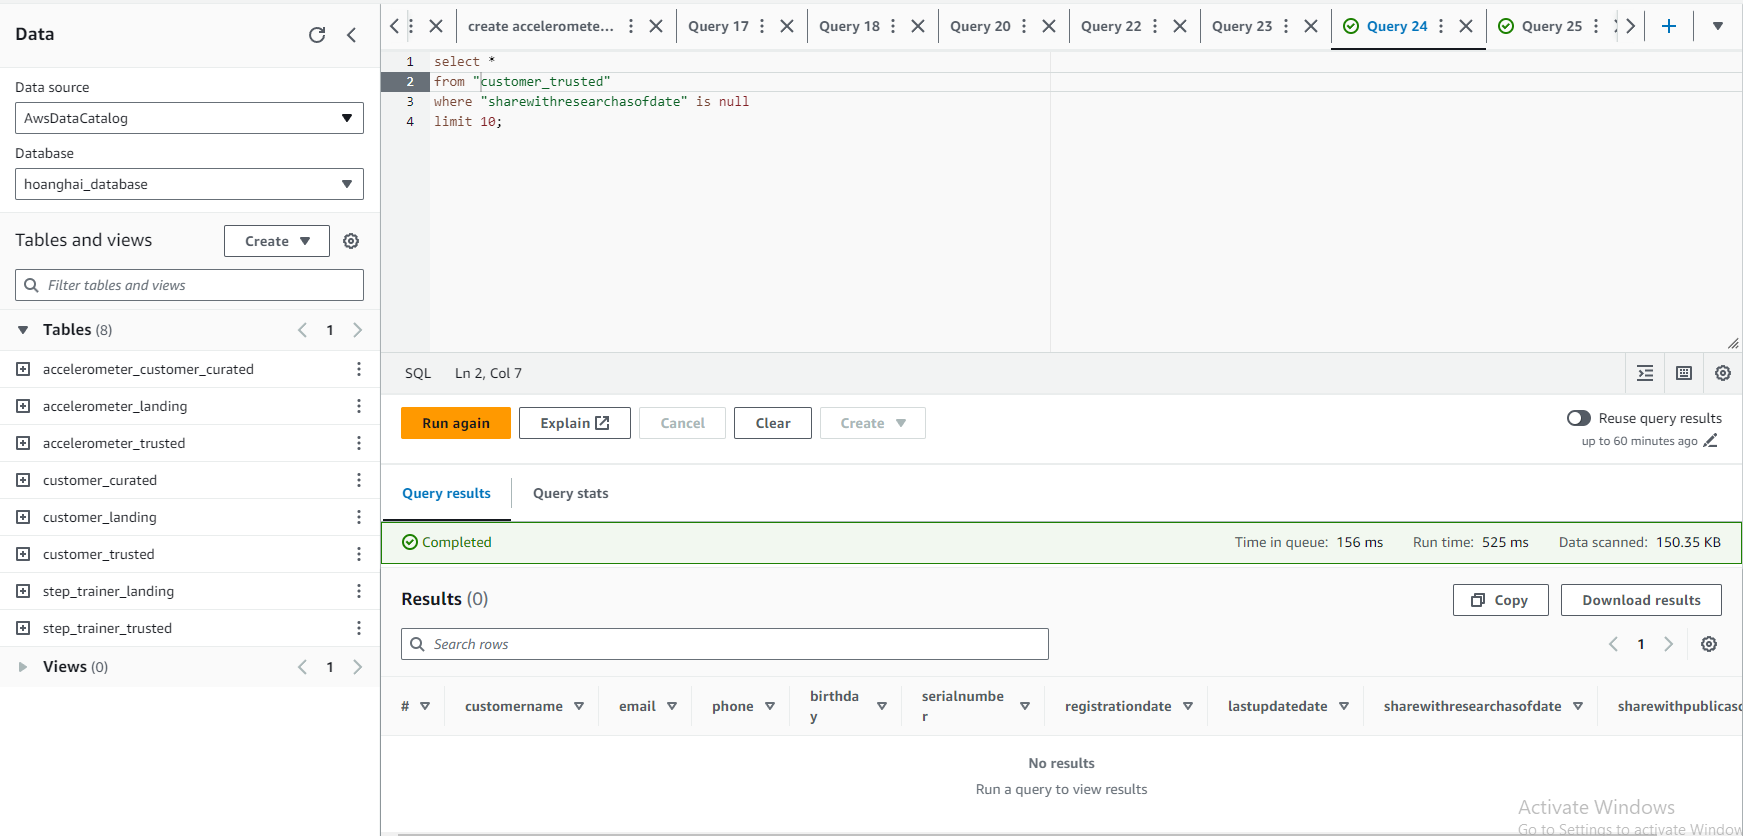 Data
Data source
AwsDataCatalog
Database
hoanghai_database
Tables and views
Create
Filter tables and views
Tables (8)
1
accelerometer_customer_curated
accelerometer_landing
accelerometer_trusted
customer_curated
customer_landing
customer_trusted
step_trainer_landing
step_trainer_trusted
Views (0)
1
create acceleromete...
Query 17
Query 18
Query 20
Query 22
Query 23
Query 24
Query 25
1 select *
2 from "customer_trusted"
3 where "sharewithresearchasofdate" is null
4 limit 10;
SQL Ln 2, Col 7
Run again
Explain
Cancel
Clear
Create
Reuse query results
up to 60 minutes ago
Query results
Query stats
Completed
Time in queue: 156 ms
Run time: 525 ms
Data scanned: 150.35 KB
Results (0)
Copy
Download results
Search rows
1
#
customername
email
phone
birthda
y
serialnumbe
r
registrationdate
lastupdatedate
sharewithresearchasofdate
sharewithpublicasc
No results
Run a query to view results
Activate Windows
Go to Settings to activate Window